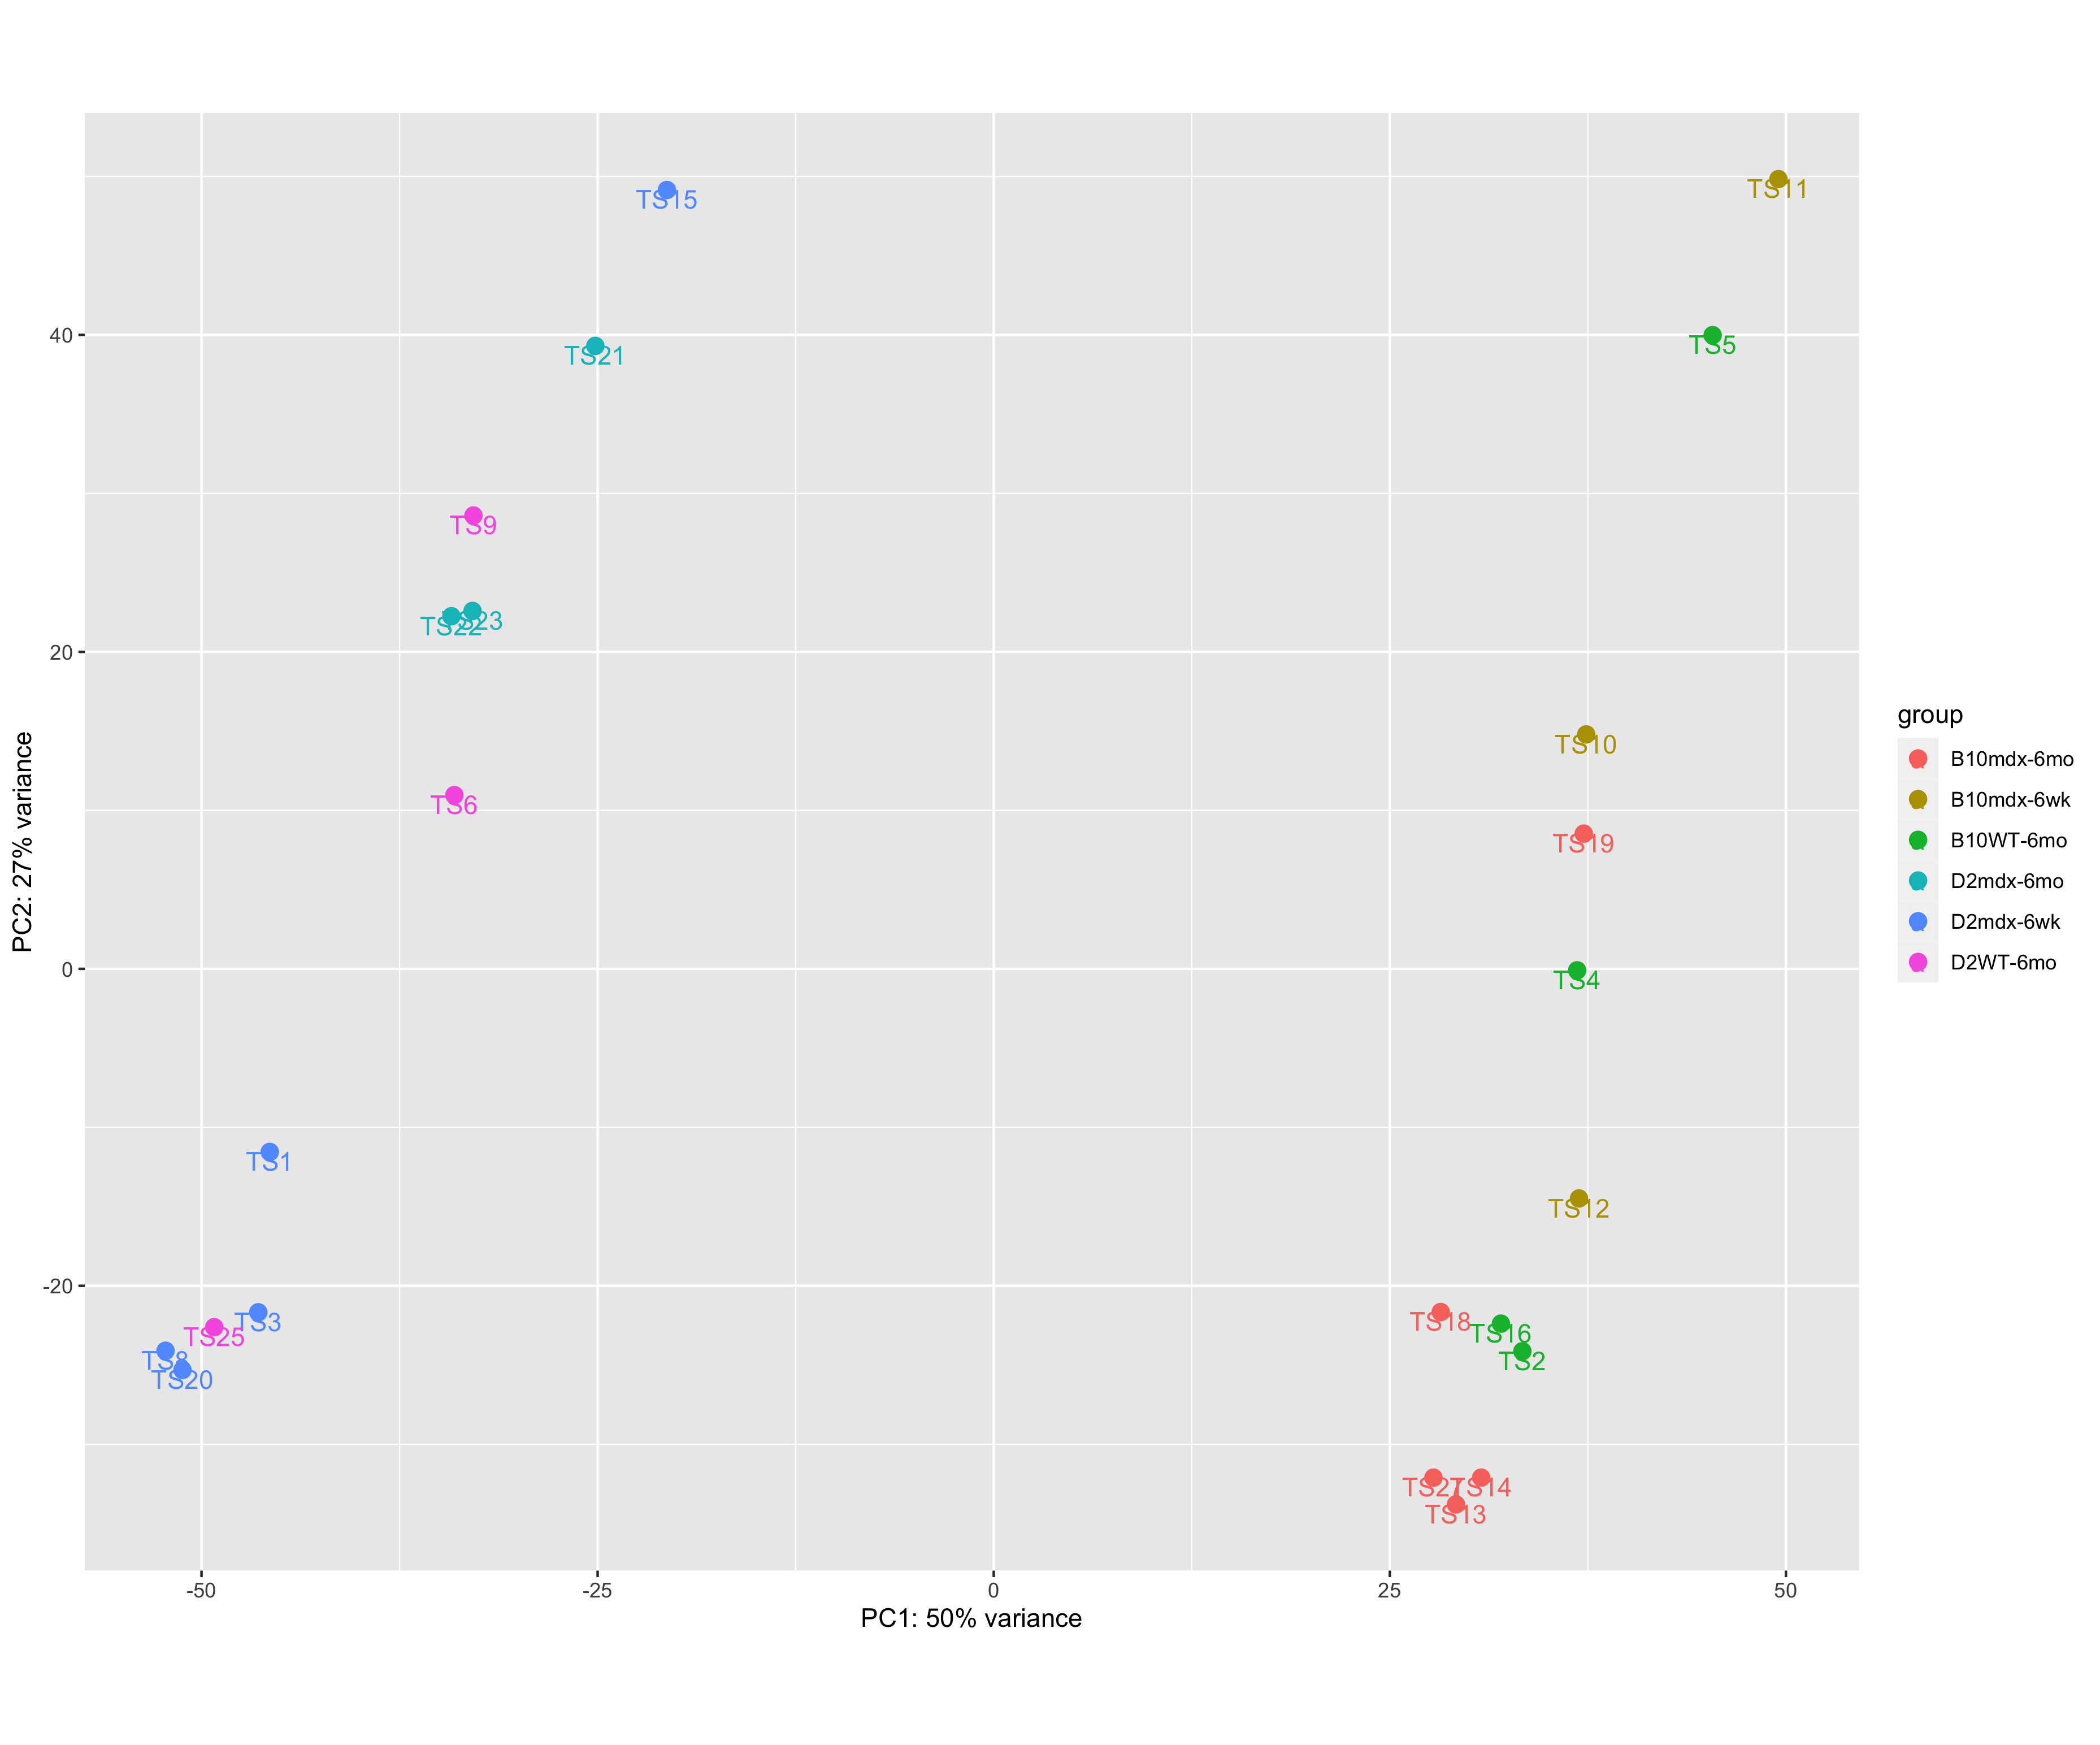 TS11
TS15
40
TS5
TS21
TS9
TS23
TS22
20
TS10
TS6
TS19
0
TS4
TS1
TS12
-20
TS18
TS3
TS16
TS25
TS8
TS2
TS20
TS14
TS13
-50
-25
0
25
50
PC1: 50% variance
PC2: 27% variance
group
B10mdx-6mo
B10mdx-6wk
B10WT-6mo
D2mdx-6mo
D2mdx-6wk
D2WT-6mo